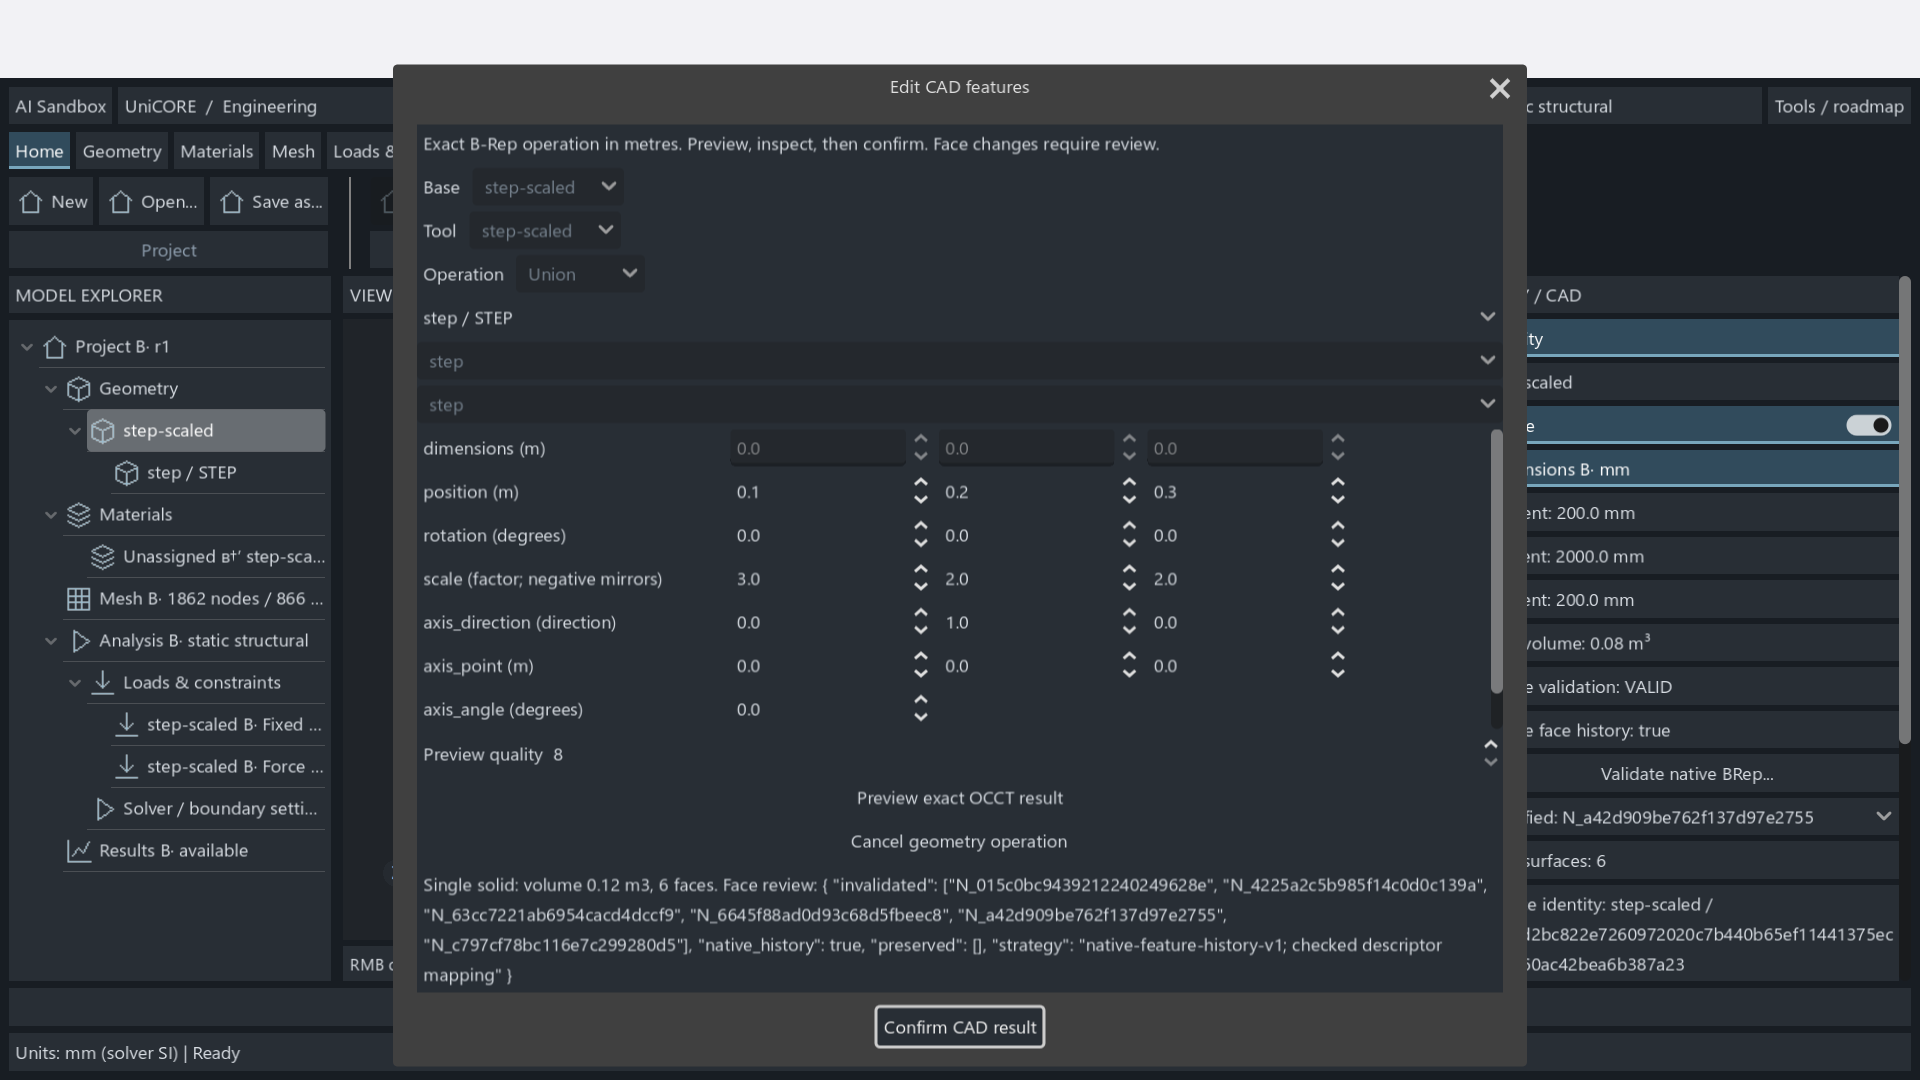 Edit CAD features
AI Sandbox
UniCORE / Engineering
c structural
Tools / roadmap
Home
Geometry
Materials
Mesh
Loads &
New
Open...
Save as...
Project
MODEL EXPLORER
VIEW
Project В· r1
Geometry
step-scaled
step / STEP
Materials
Unassigned в†’ step-sca...
Mesh В· 1862 nodes / 866 ...
Analysis В· static structural
Loads & constraints
step-scaled В· Fixed ...
step-scaled В· Force ...
Solver / boundary setti...
Results В· available
RMB
Units: mm (solver SI) | Ready
Exact B-Rep operation in metres. Preview, inspect, then confirm. Face changes require review.
Base step-scaled
Tool step-scaled
Operation Union
step / STEP
step
step
dimensions (m) 0.0 0.0 0.0
position (m) 0.1 0.2 0.3
rotation (degrees) 0.0 0.0 0.0
scale (factor; negative mirrors) 3.0 2.0 2.0
axis_direction (direction) 0.0 1.0 0.0
axis_point (m) 0.0 0.0 0.0
axis_angle (degrees) 0.0
Preview quality 8
Preview exact OCCT result
Cancel geometry operation
Single solid: volume 0.12 m3, 6 faces. Face review: { "invalidated": ["N_015c0bc9439212240249628e", "N_4225a2c5b985f14c0d0c139a",
"N_63cc7221ab6954cacd4dccf9", "N_6645f88ad0d93c68d5fbeec8", "N_a42d909be762f137d97e2755",
"N_c797cf78bc116e7c299280d5"], "native_history": true, "preserved": [], "strategy": "native-feature-history-v1; checked descriptor
mapping" }
Confirm CAD result
/ CAD
ity
scaled
e
nsions В· mm
ent: 200.0 mm
ent: 2000.0 mm
ent: 200.0 mm
volume: 0.08 m³
e validation: VALID
e face history: true
Validate native BRep...
fied: N_a42d909be762f137d97e2755
surfaces: 6
e identity: step-scaled /
d2bc822e7260972020c7b440b65ef11441375ec
60ac42bea6b387a23